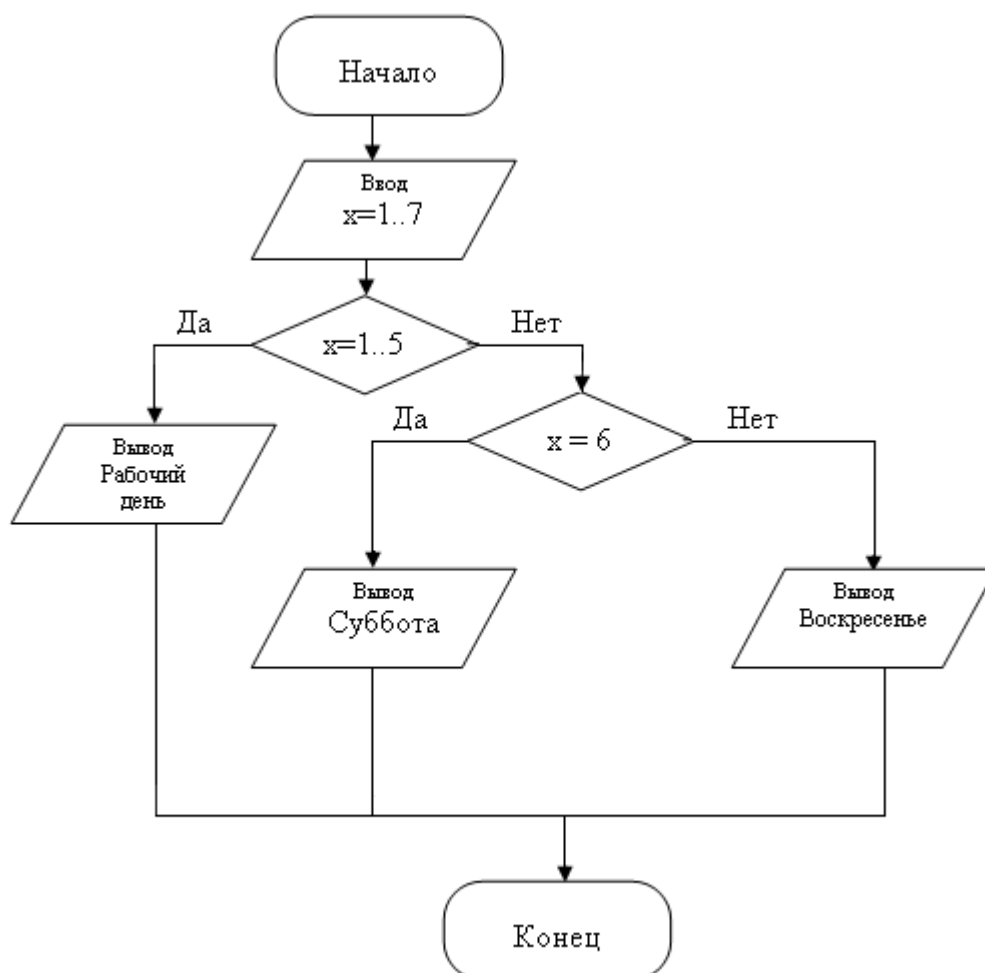 Начало
Ввод
x=1..7
Да
Нет
x=1..5
Да
Нет
x = 6
Вывод
Рабочий
день
Вывод
Суббота
Вывод
Воскресенье
Конец